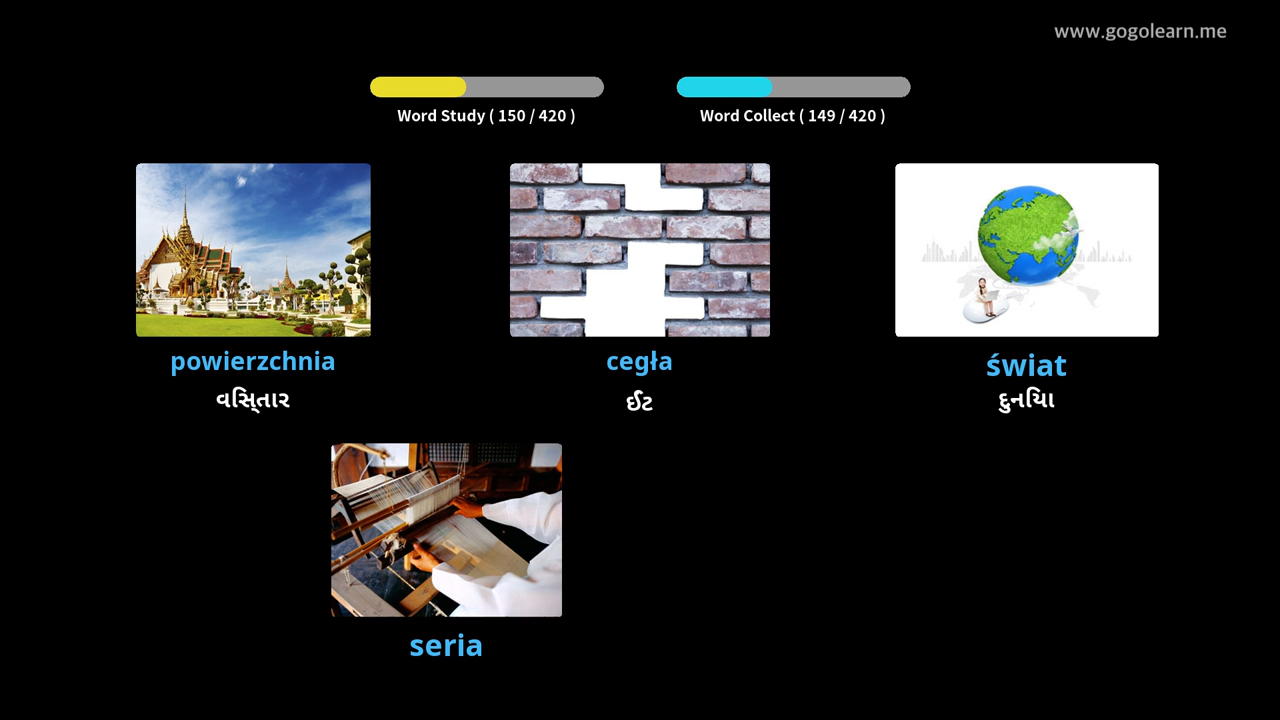 www.gogolearn.me
Word Study ( 150 / 420 )
Word Collect ( 149 / 420 )
powierzchnia
cegła
świat
વિસ્તાર
ઈંટ
દુનિયા
seria